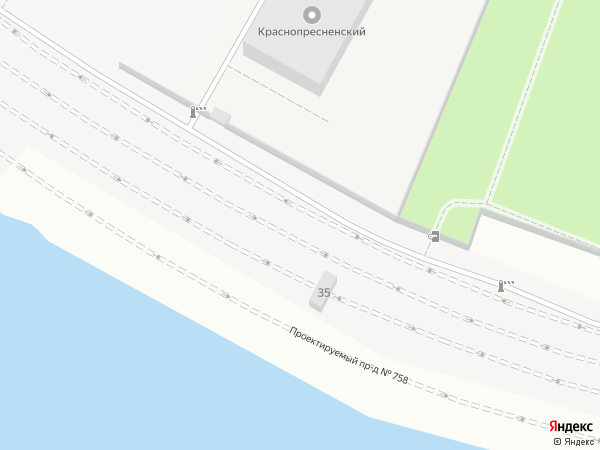 Краснопресненский
35
Проектируемый пр-д № 758
Яндекс
© Яндекс